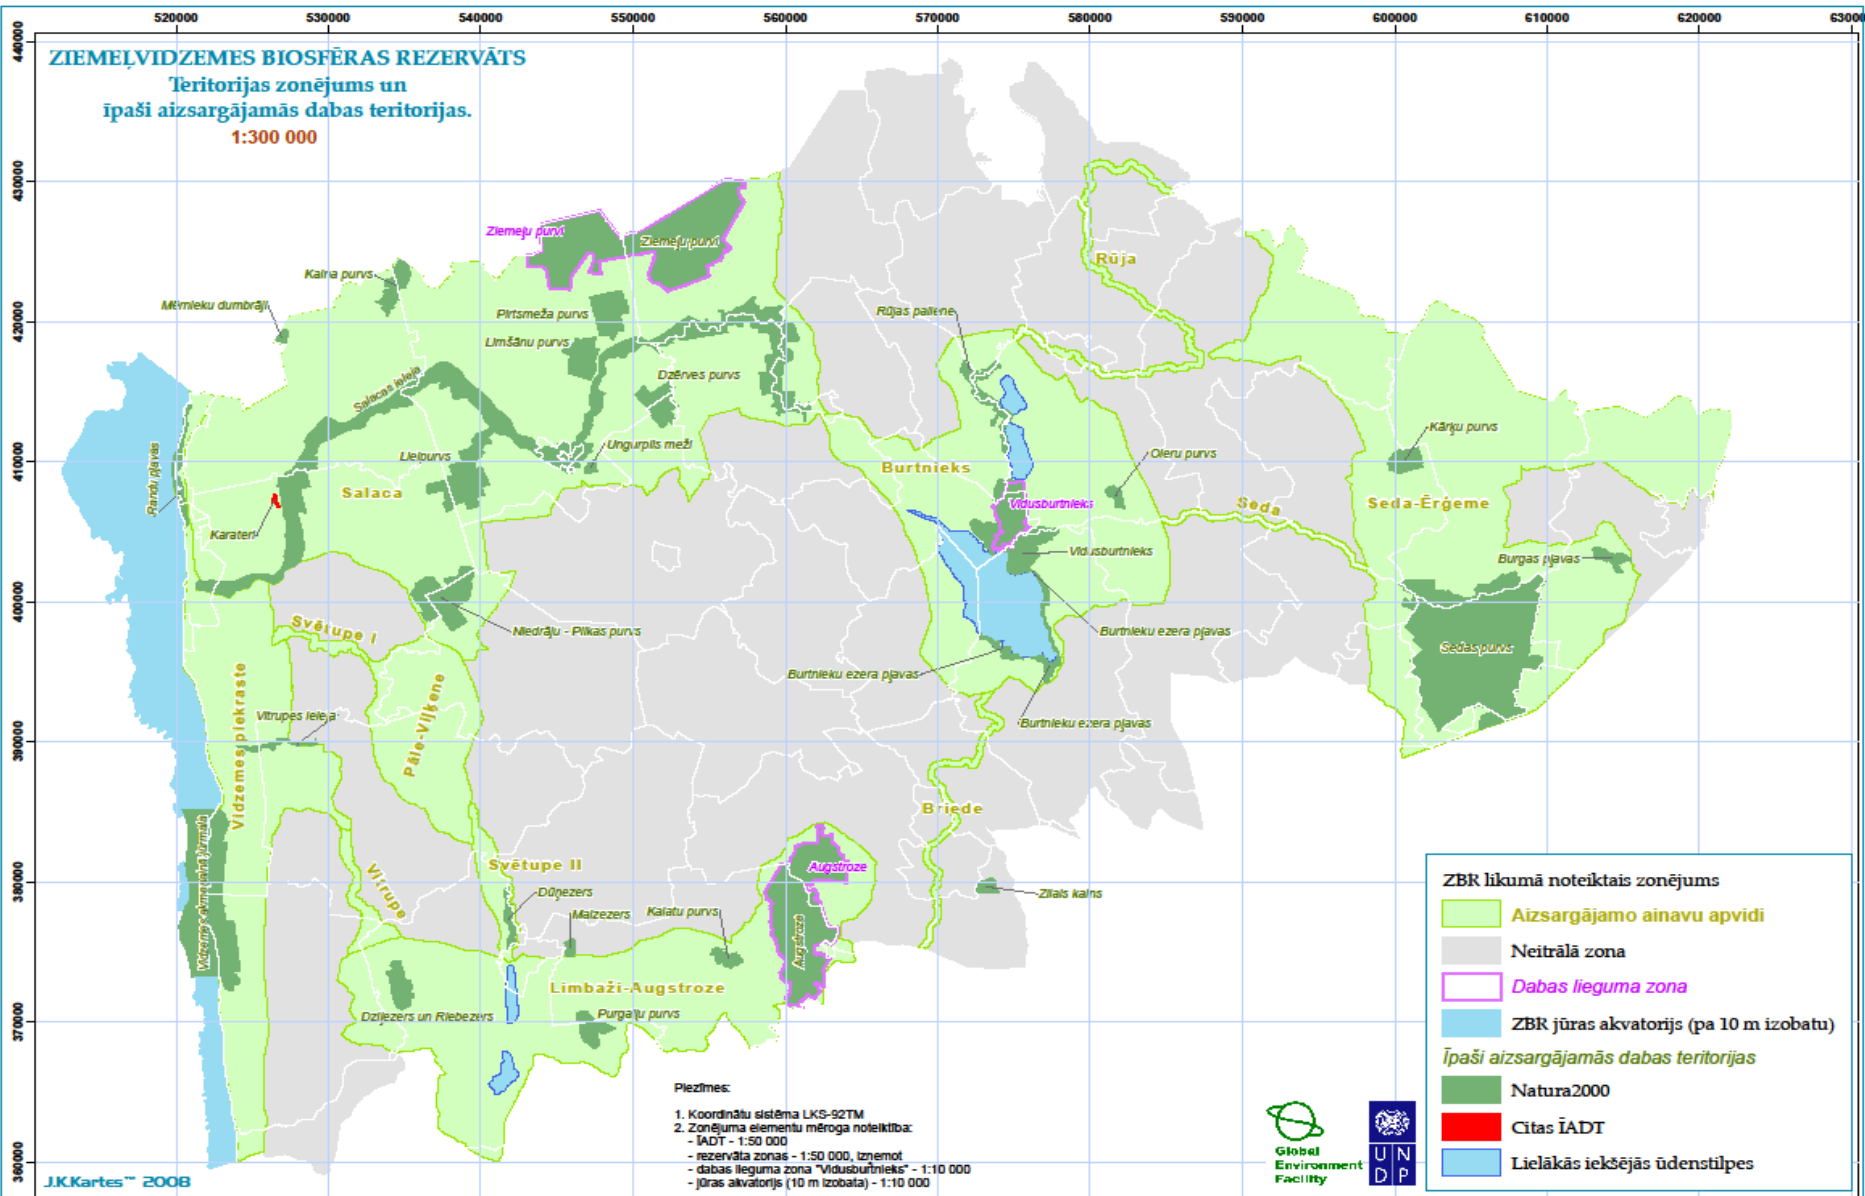 520000 530000 540000 550000 560000 570000 580000 590000 600000 610000 620000 630000
440000
430000
420000
410000
400000
390000
380000
370000
360000
ZIEMEĻVIDZEMES BIOSFĒRAS REZERVĀTS
Teritorijas zonējums un
īpaši aizsargājamās dabas teritorijas.
1:300 000
Ziemeļu purvi
Ziemeļu purvi
Kalna purvs
Mērnieku dumbrāji
Pirtsmeža purvs
Limšānu purvs
Dzērves purvs
Salacas ieleja
Rūjas paliene
Rūja
Randu pļavas
Lielpurvs
Ungurpils meži
Salaca
Karateri
Burtnieks
Oleru purvs
Vidusburtnieks
Vidusburtnieks
Seda
Seda-Ērģeme
Kārķu purvs
Burgas pļavas
Sedas purvs
Svētupe I
Niedrāju - Pilkas purvs
Burtnieku ezera pļavas
Burtnieku ezera pļavas
Burtnieku ezera pļavas
Vitrupes ieleja
Vidzemes piekraste
Pāle-Viļķene
Vidzemes akmeņainā jūrmala
Briede
Svētupe II
Vitrupe
Dūņezers
Maizezers
Kalatu purvs
Augstroze
Augstroze
Zilais kalns
Limbaži-Augstroze
Dziļezers un Riebezers
Purgaiļu purvs
Piezīmes:
1. Koordinātu sistēma LKS-92TM
2. Zonējuma elementu mēroga noteiktība:
- ĪADT - 1:50 000
- rezervāta zonas - 1:50 000, izņemot
- dabas lieguma zona "Vidusburtnieks" - 1:10 000
- jūras akvatorijs (10 m izobata) - 1:10 000
J.K.Kartes™ 2008
Global
Environment
Facility
U N
D P
ZBR likumā noteiktais zonējums
Aizsargājamo ainavu apvidi
Neitrālā zona
Dabas lieguma zona
ZBR jūras akvatorijs (pa 10 m izobatu)
Īpaši aizsargājamās dabas teritorijas
Natura2000
Citas ĪADT
Lielākās iekšējās ūdenstilpes